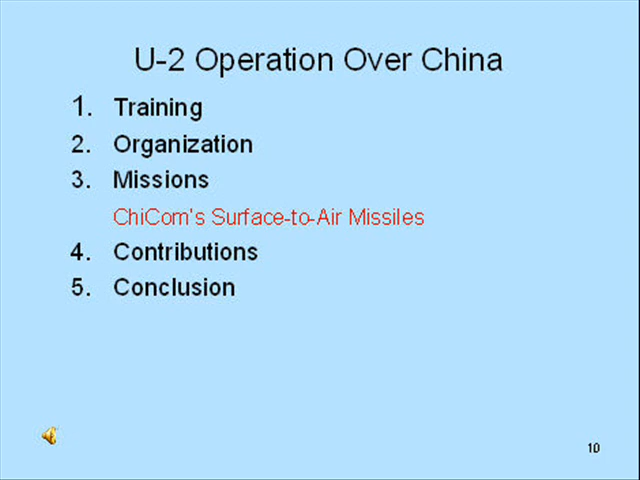 U-2 Operation Over China
1. Training
2. Organization
3. Missions
ChiCom's Surface-to-Air Missiles
4. Contributions
5. Conclusion
10